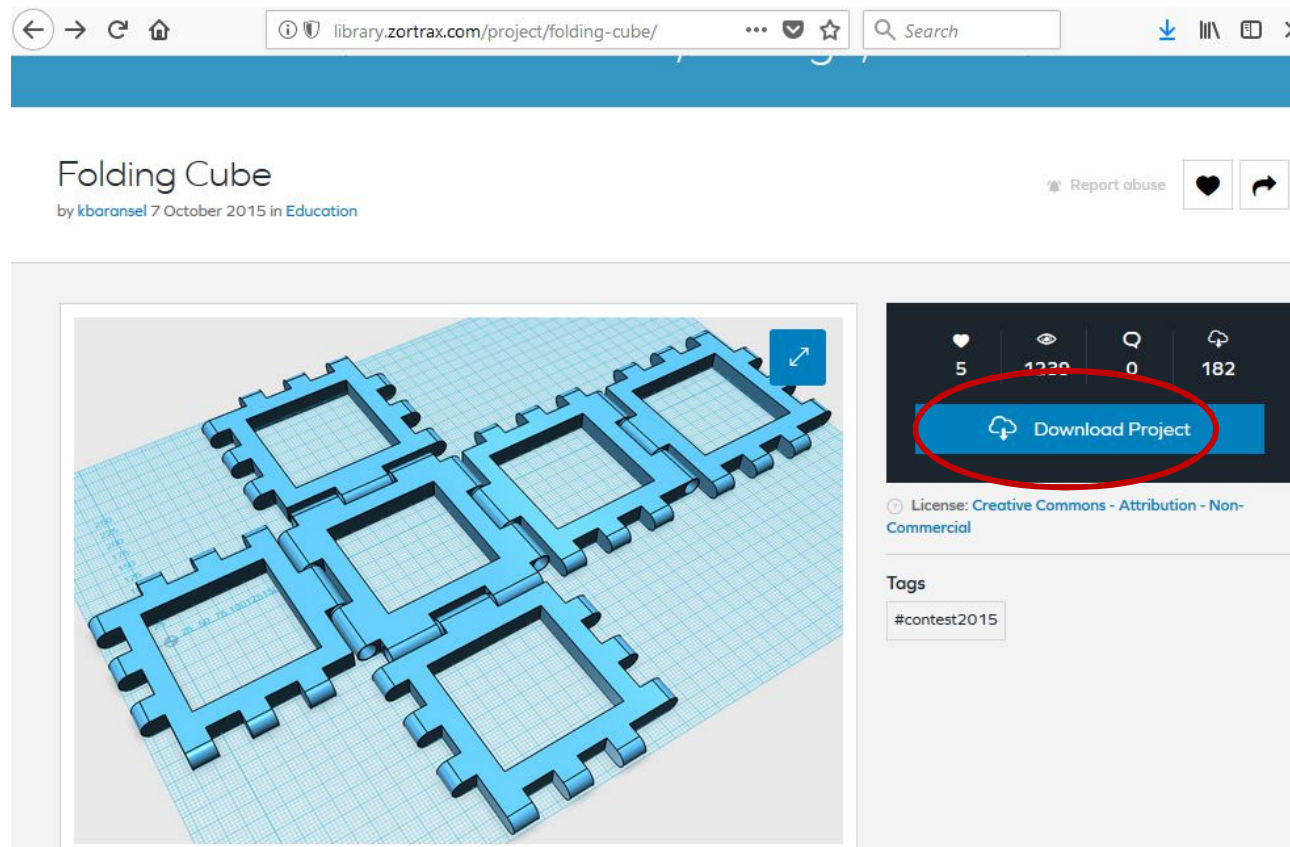 library.zortrax.com/project/folding-cube/
Search
Folding Cube
by kbaransel 7 October 2015 in Education
Report abuse
5 1239 0 182
Download Project
License: Creative Commons - Attribution - Non-
Commercial
Tags
#contest2015